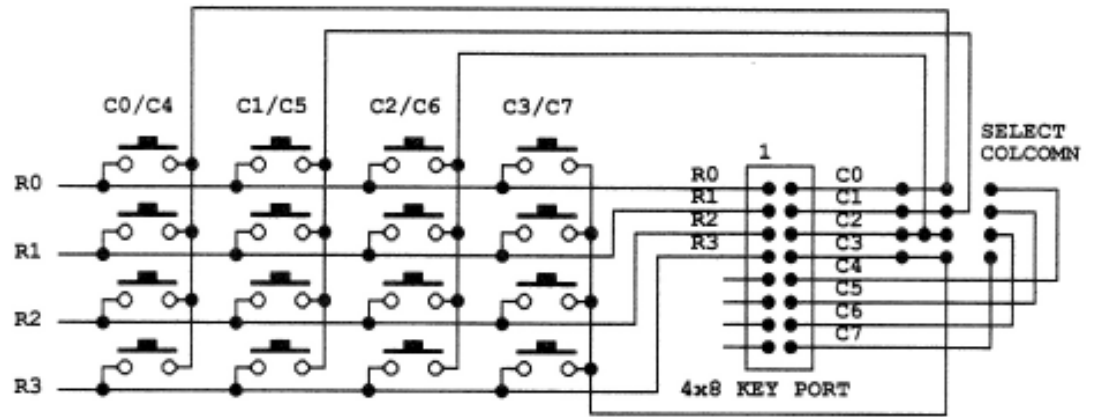 C0/C4 C1/C5 C2/C6 C3/C7
SELECT
COLCOMN
1
R0
R1
R2
R3
R0
R1
R2
R3
C0
C1
C2
C3
C4
C5
C6
C7
4x8 KEY PORT